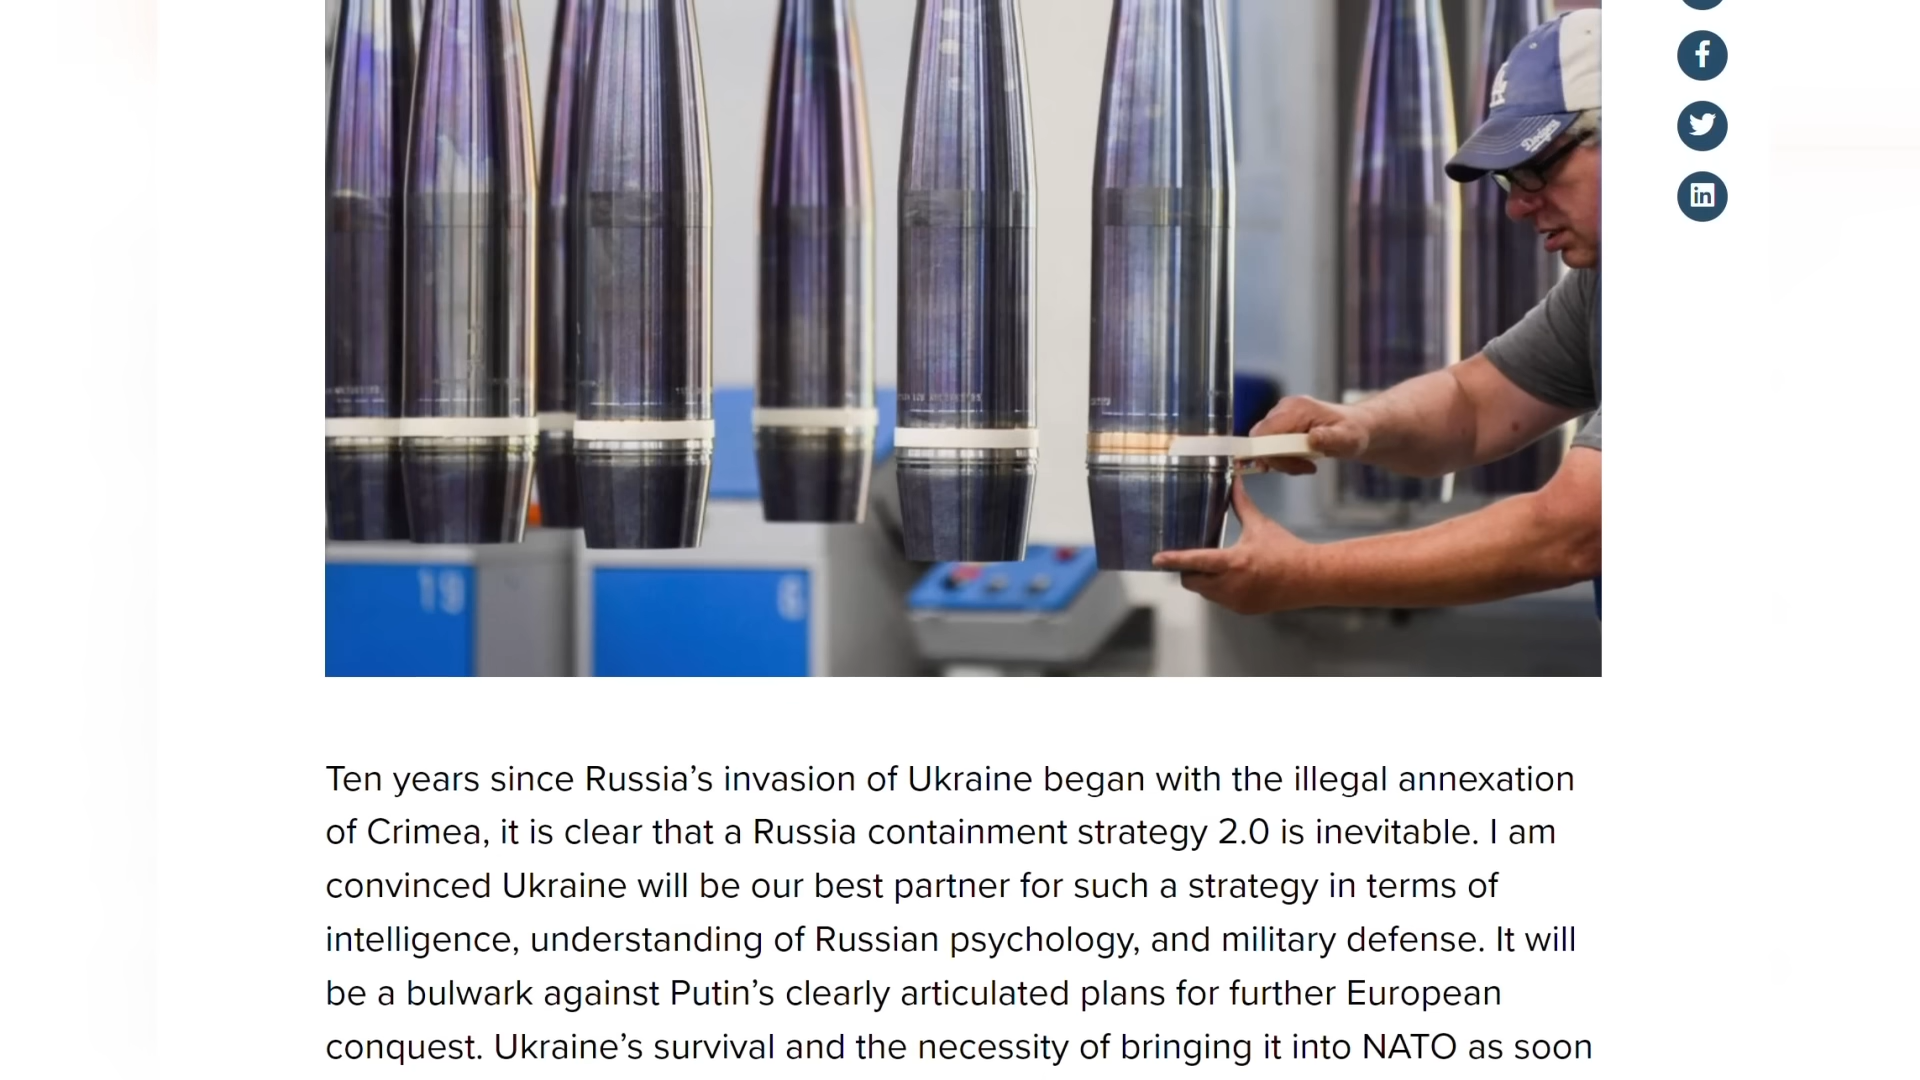 Dodgers
19
6
Ten years since Russia’s invasion of Ukraine began with the illegal annexation
of Crimea, it is clear that a Russia containment strategy 2.0 is inevitable. I am
convinced Ukraine will be our best partner for such a strategy in terms of
intelligence, understanding of Russian psychology, and military defense. It will
be a bulwark against Putin’s clearly articulated plans for further European
conquest. Ukraine’s survival and the necessity of bringing it into NATO as soon